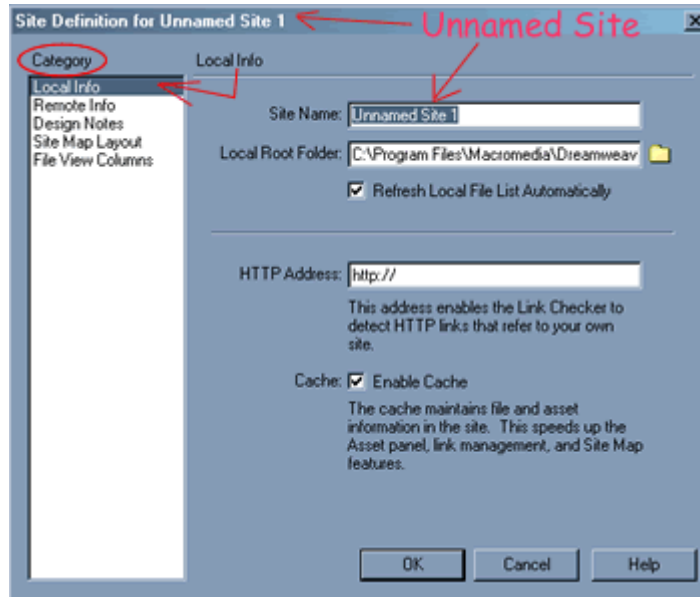 Site Definition for Unnamed Site 1
Unnamed Site
Category
Local Info
Remote Info
Design Notes
Site Map Layout
File View Columns
Local Info
Site Name: Unnamed Site 1
Local Root Folder: C:\Program Files\Macromedia\Dreamweav
Refresh Local File List Automatically
HTTP Address: http://
This address enables the Link Checker to
detect HTTP links that refer to your own
site.
Cache: Enable Cache
The cache maintains file and asset
information in the site. This speeds up the
Asset panel, link management, and Site Map
features.
OK Cancel Help